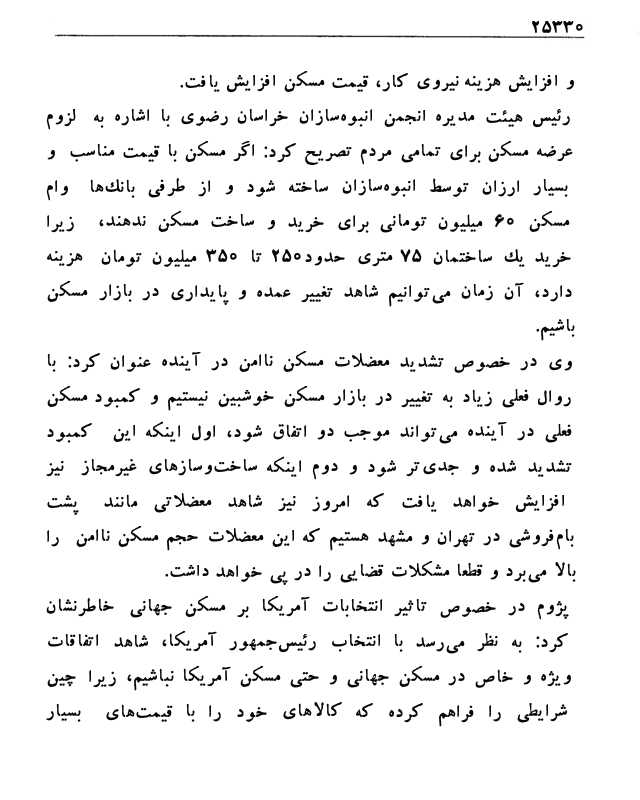 ۲۵۳۳۰
و افزایش هزینه نیروی کار، قیمت مسکن افزایش یافت.
رئیس هیئت مدیره انجمن انبوه‌سازان خراسان رضوی با اشاره به لزوم
عرضه مسکن برای تمامی مردم تصریح کرد: اگر مسکن با قیمت مناسب و
بسیار ارزان توسط انبوه‌سازان ساخته شود و از طرفی بانك‌ها وام
مسکن ۶۰ میلیون تومانی برای خرید و ساخت مسکن ندهند، زیرا
خرید یك ساختمان ۷۵ متری حدود۲۵۰ تا ۳۵۰ میلیون تومان هزینه
دارد، آن زمان می‌توانیم شاهد تغییر عمده و پایداری در بازار مسکن
باشیم.
وی در خصوص تشدید معضلات مسکن ناامن در آینده عنوان کرد: با
روال فعلی زیاد به تغییر در بازار مسکن خوشبین نیستیم و کمبود مسکن
فعلی در آینده می‌تواند موجب دو اتفاق شود، اول اینکه این کمبود
تشدید شده و جدی‌تر شود و دوم اینکه ساخت‌وسازهای غیرمجاز نیز
افزایش خواهد یافت که امروز نیز شاهد معضلاتی مانند پشت
بام‌فروشی در تهران و مشهد هستیم که این معضلات حجم مسکن ناامن را
بالا می‌برد و قطعا مشکلات قضایی را در پی خواهد داشت.
پژوم در خصوص تاثیر انتخابات آمریکا بر مسکن جهانی خاطرنشان
کرد: به نظر می‌رسد با انتخاب رئیس‌جمهور آمریکا، شاهد اتفاقات
ویژه و خاص در مسکن جهانی و حتی مسکن آمریکا نباشیم، زیرا چین
شرایطی را فراهم کرده که کالاهای خود را با قیمت‌های بسیار